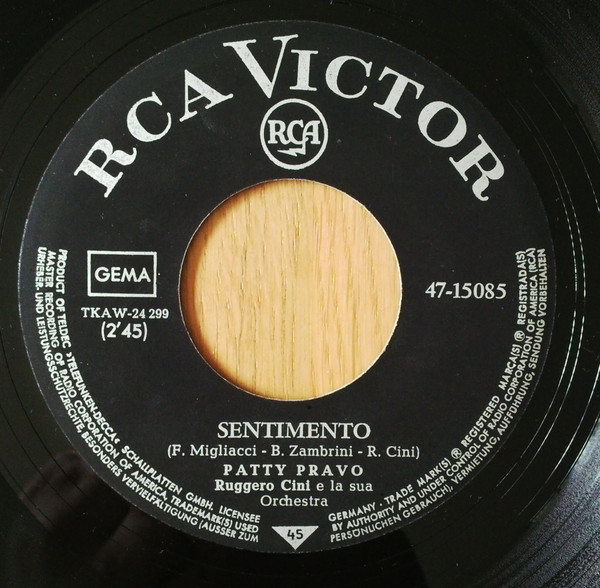 RCA VICTOR
RCA
GEMA
TKAW-24 299
(2'45)
47-15085
SENTIMENTO
(F. Migliacci - B. Zambrini - R. Cini)
PATTY PRAVO
Ruggero Cini e la sua
Orchestra
45
PRODUCT OF TELDEC »TELEFUNKEN-DECCA« SCHALLPLATTEN GMBH. LICENSEE
MASTER RECORDING OF RADIO CORPORATION OF AMERICA. TRADEMARK(S) USED
URHEBER- UND LEISTUNGSSCHUTZRECHTE, BESONDERS VERVIELFÄLTIGUNG (AUSSER ZUM
GERMANY · TRADE MARK(S) ® REGISTERED MARCA(S) ® REGISTRADA(S)
BY AUTHORITY AND UNDER CONTROL OF RADIO CORPORATION OF AMERICA (RCA)
PERSÖNLICHEN GEBRAUCH), VERMIETUNG, AUFFÜHRUNG, SENDUNG VORBEHALTEN